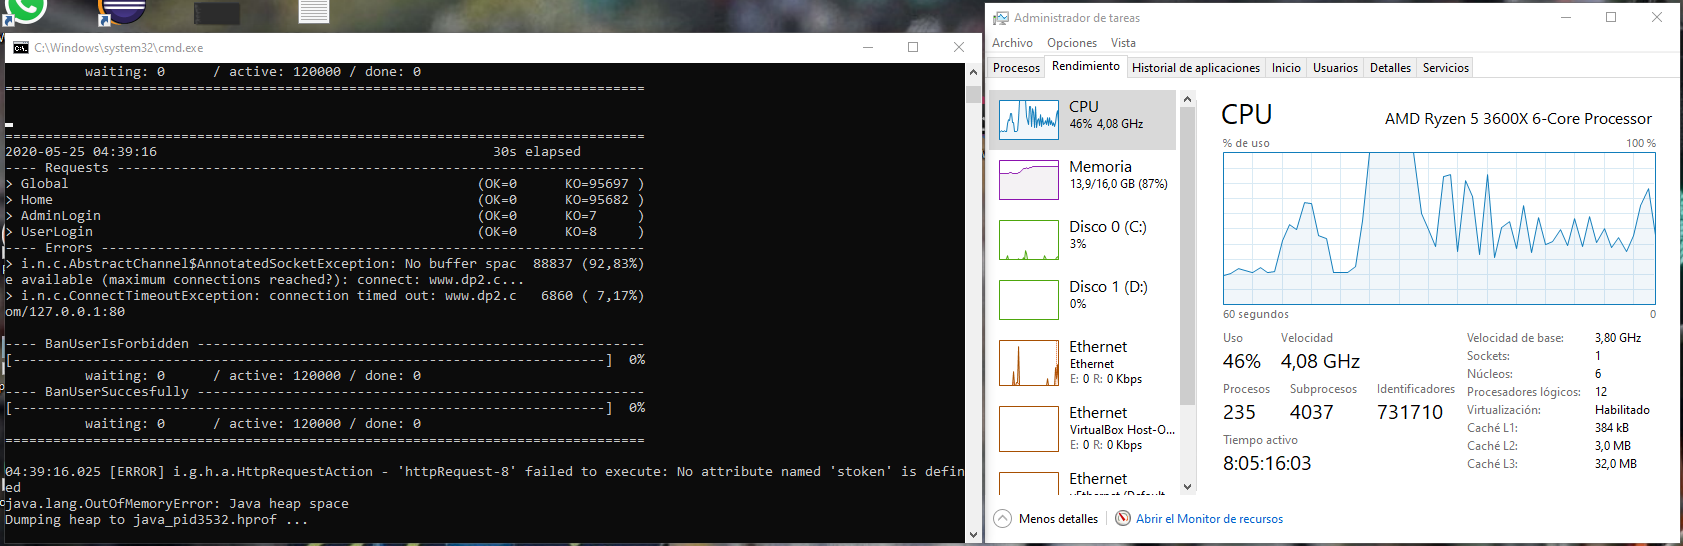 C:\Windows\system32\cmd.exe
waiting: 0      / active: 120000 / done: 0
================================================================================
================================================================================
2020-05-25 04:39:16                                          30s elapsed
---- Requests ------------------------------------------------------------------
> Global                                                   (OK=0      KO=95697 )
> Home                                                     (OK=0      KO=95682 )
> AdminLogin                                               (OK=0      KO=7     )
> UserLogin                                                (OK=0      KO=8     )
---- Errors --------------------------------------------------------------------
> i.n.c.AbstractChannel$AnnotatedSocketException: No buffer spac  88837 (92,83%)
e available (maximum connections reached?): connect: www.dp2.c...
> i.n.c.ConnectTimeoutException: connection timed out: www.dp2.c   6860 ( 7,17%)
om/127.0.0.1:80
---- BanUserIsForbidden --------------------------------------------------------
[--------------------------------------------------------------------------]  0%
waiting: 0      / active: 120000 / done: 0
---- BanUserSuccesfully --------------------------------------------------------
[--------------------------------------------------------------------------]  0%
waiting: 0      / active: 120000 / done: 0
================================================================================
04:39:16.025 [ERROR] i.g.h.a.HttpRequestAction - 'httpRequest-8' failed to execute: No attribute named 'stoken' is defin
ed
java.lang.OutOfMemoryError: Java heap space
Dumping heap to java_pid3532.hprof ...
Administrador de tareas
Archivo Opciones Vista
Procesos Rendimiento Historial de aplicaciones Inicio Usuarios Detalles Servicios
CPU
46% 4,08 GHz
Memoria
13,9/16,0 GB (87%)
Disco 0 (C:)
3%
Disco 1 (D:)
0%
Ethernet
Ethernet
E: 0 R: 0 Kbps
Ethernet
VirtualBox Host-O...
E: 0 R: 0 Kbps
Ethernet
CPU AMD Ryzen 5 3600X 6-Core Processor
% de uso 100 %
60 segundos 0
Uso Velocidad
46% 4,08 GHz
Procesos Subprocesos Identificadores
235 4037 731710
Tiempo activo
8:05:16:03
Velocidad de base: 3,80 GHz
Sockets: 1
Núcleos: 6
Procesadores lógicos: 12
Virtualización: Habilitado
Caché L1: 384 kB
Caché L2: 3,0 MB
Caché L3: 32,0 MB
Menos detalles Abrir el Monitor de recursos